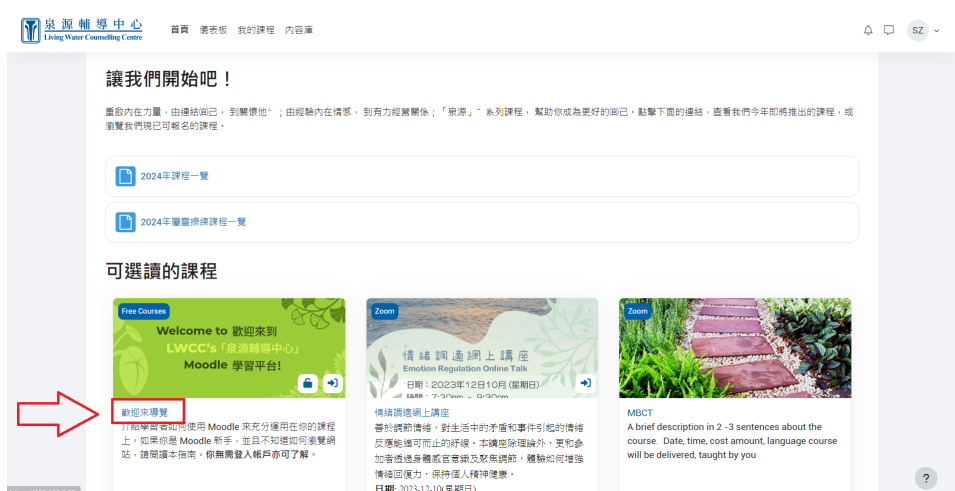 泉源輔導中心
Living Water Counselling Centre
首頁 儀表板 我的課程 內容庫
SZ
讓我們開始吧！
重啟內在力量，由連結自己， 到關懷他 ；由經驗內在情感， 到有力經營關係；「泉源」 系列課程， 幫助你成為更好的自己。點擊下面的連結，查看我們今年即將推出的課程，或
瀏覽我們現已可報名的課程。
2024年課程一覽
2024年屬靈操練課程一覽
可選讀的課程
Free Courses
Welcome to 歡迎來到
LWCC's「泉源輔導中心」
Moodle 學習平台!
歡迎來導覽
介紹學習者如何使用 Moodle 來充分運用在你的課程
上。如果你是 Moodle 新手，並且不知道如何瀏覽網
站，請閱讀本指南。你無需登入帳戶亦可了解。
Zoom
情緒調適網上講座
Emotion Regulation Online Talk
日期：2023年12日10月 (星期日)
時間：7:30pm - 9:30pm
情緒調適網上講座
善於調節情緒，對生活中的矛盾和事件引起的情緒
反應能適可而止的紓緩。本講座除理論外，更和參
加者透過身體感官意識及聚焦調節，體驗如何增強
情緒回復力，保持個人精神健康。
日期: 2023-12-10(星期日)
Zoom
MBCT
A brief description in 2 -3 sentences about the
course. Date, time, cost amount, language course
will be delivered, taught by you
?